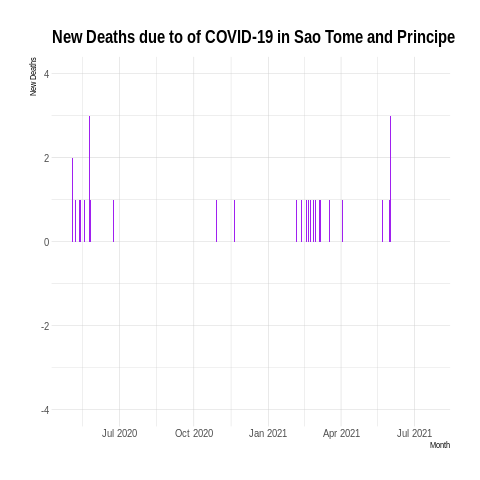 New Deaths due to of COVID-19 in Sao Tome and Principe
New Deaths
4
2
0
-2
-4
Jul 2020 Oct 2020 Jan 2021 Apr 2021 Jul 2021
Month